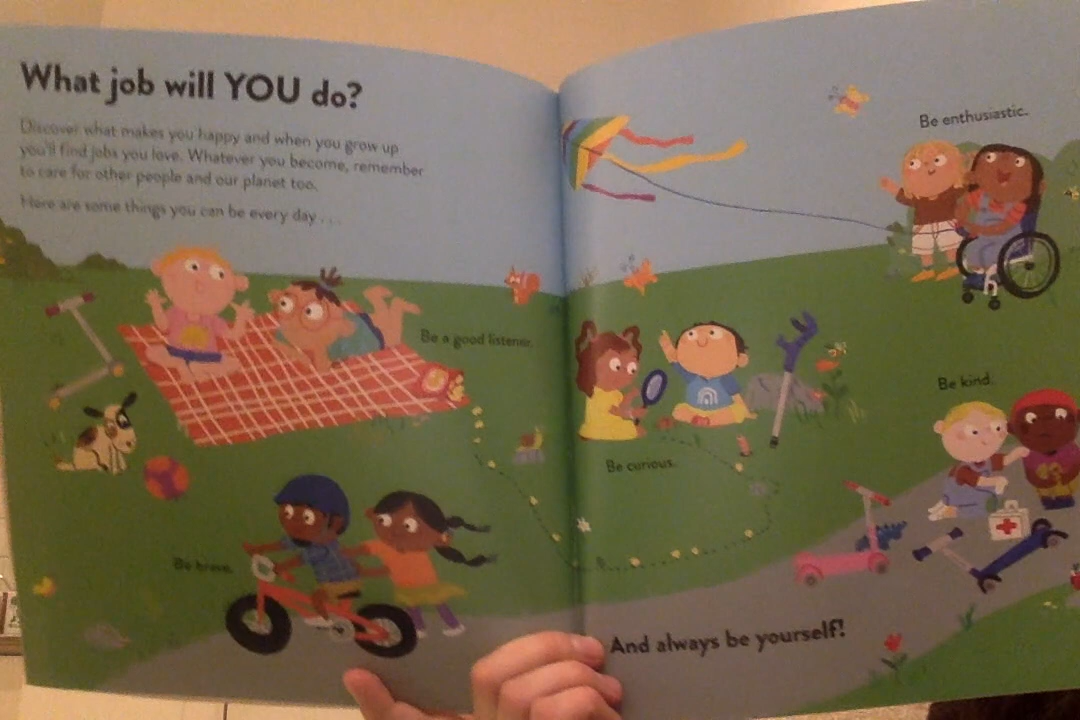 What job will YOU do?
Discover what makes you happy and when you grow up
you'll find jobs you love. Whatever you become, remember
to care for other people and our planet too.
Here are some things you can be every day . . .
Be enthusiastic.
Be a good listener.
Be kind.
Be curious.
Be brave.
And always be yourself!